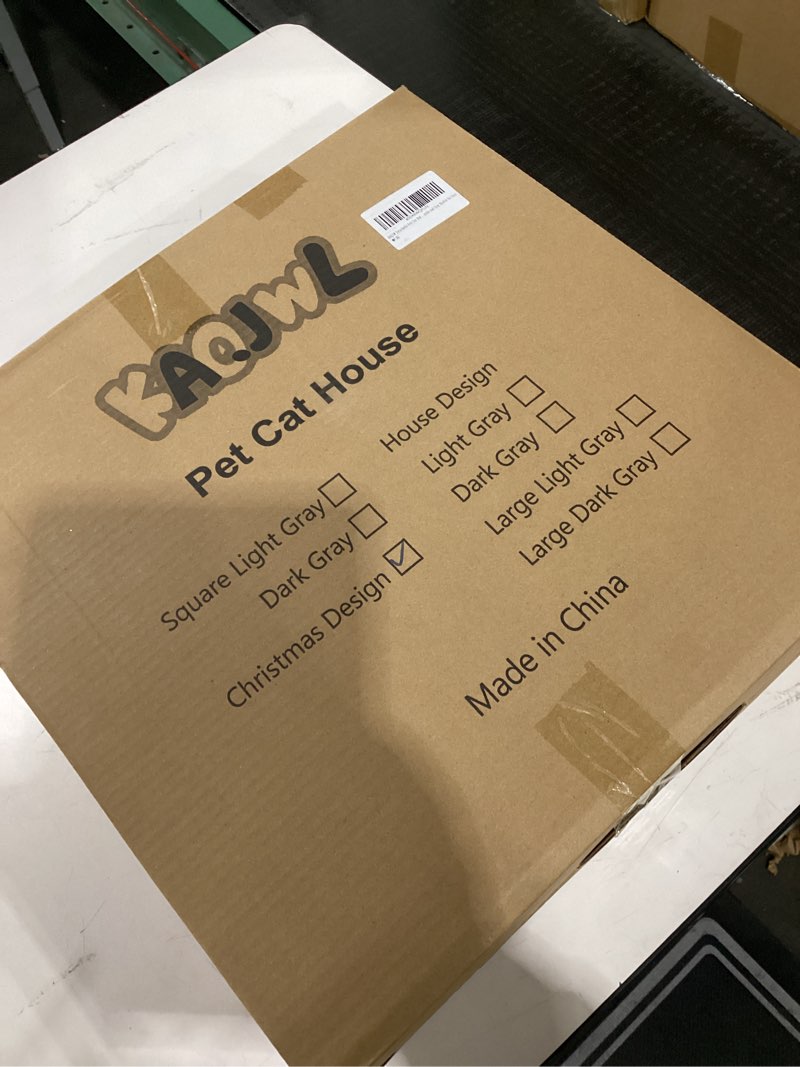 KAQJWL
Pet Cat House
Square Light Gray
Dark Gray
Christmas Design
House Design
Light Gray
Dark Gray
Large Light Gray
Large Dark Gray
Made in China